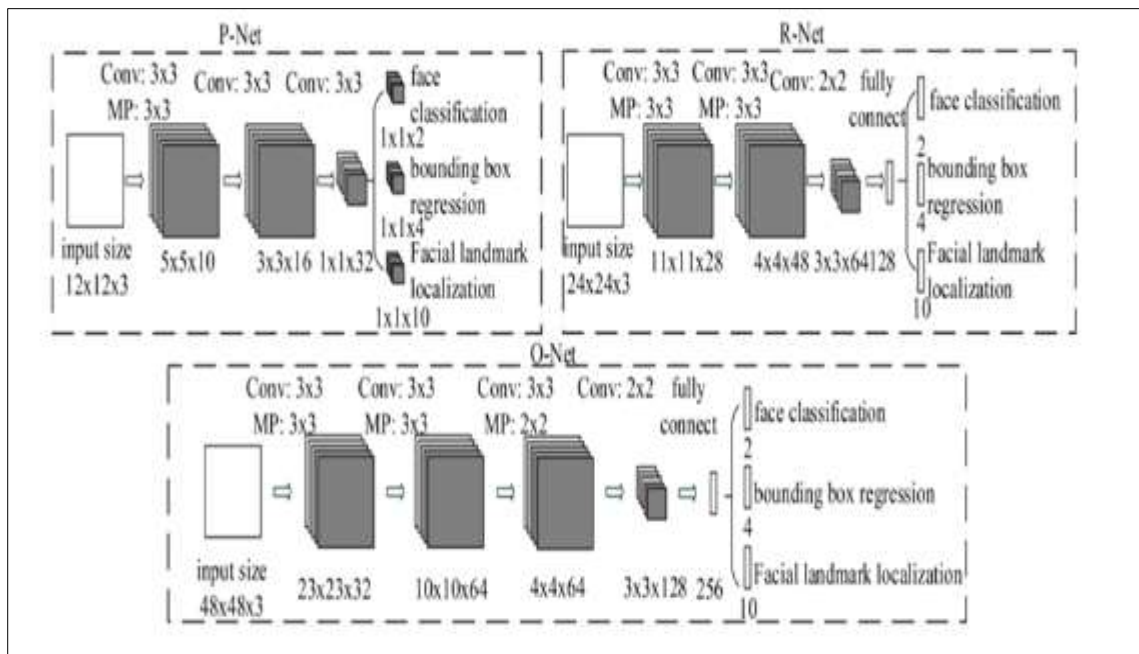 P-Net
Conv: 3x3
MP: 3x3
Conv: 3x3
Conv: 3x3
face
classification
1x1x2
bounding box
regression
1x1x4
Facial landmark
localization
1x1x10
input size
12x12x3
5x5x10
3x3x16
1x1x32
R-Net
Conv: 3x3
MP: 3x3
Conv: 3x3
MP: 3x3
Conv: 2x2
fully
connect
face classification
2
bounding box
regression
4
Facial landmark
localization
10
input size
24x24x3
11x11x28
4x4x48
3x3x64
128
O-Net
Conv: 3x3
MP: 3x3
Conv: 3x3
MP: 3x3
Conv: 3x3
MP: 2x2
Conv: 2x2
fully
connect
face classification
2
bounding box regression
4
Facial landmark localization
10
input size
48x48x3
23x23x32
10x10x64
4x4x64
3x3x128
256